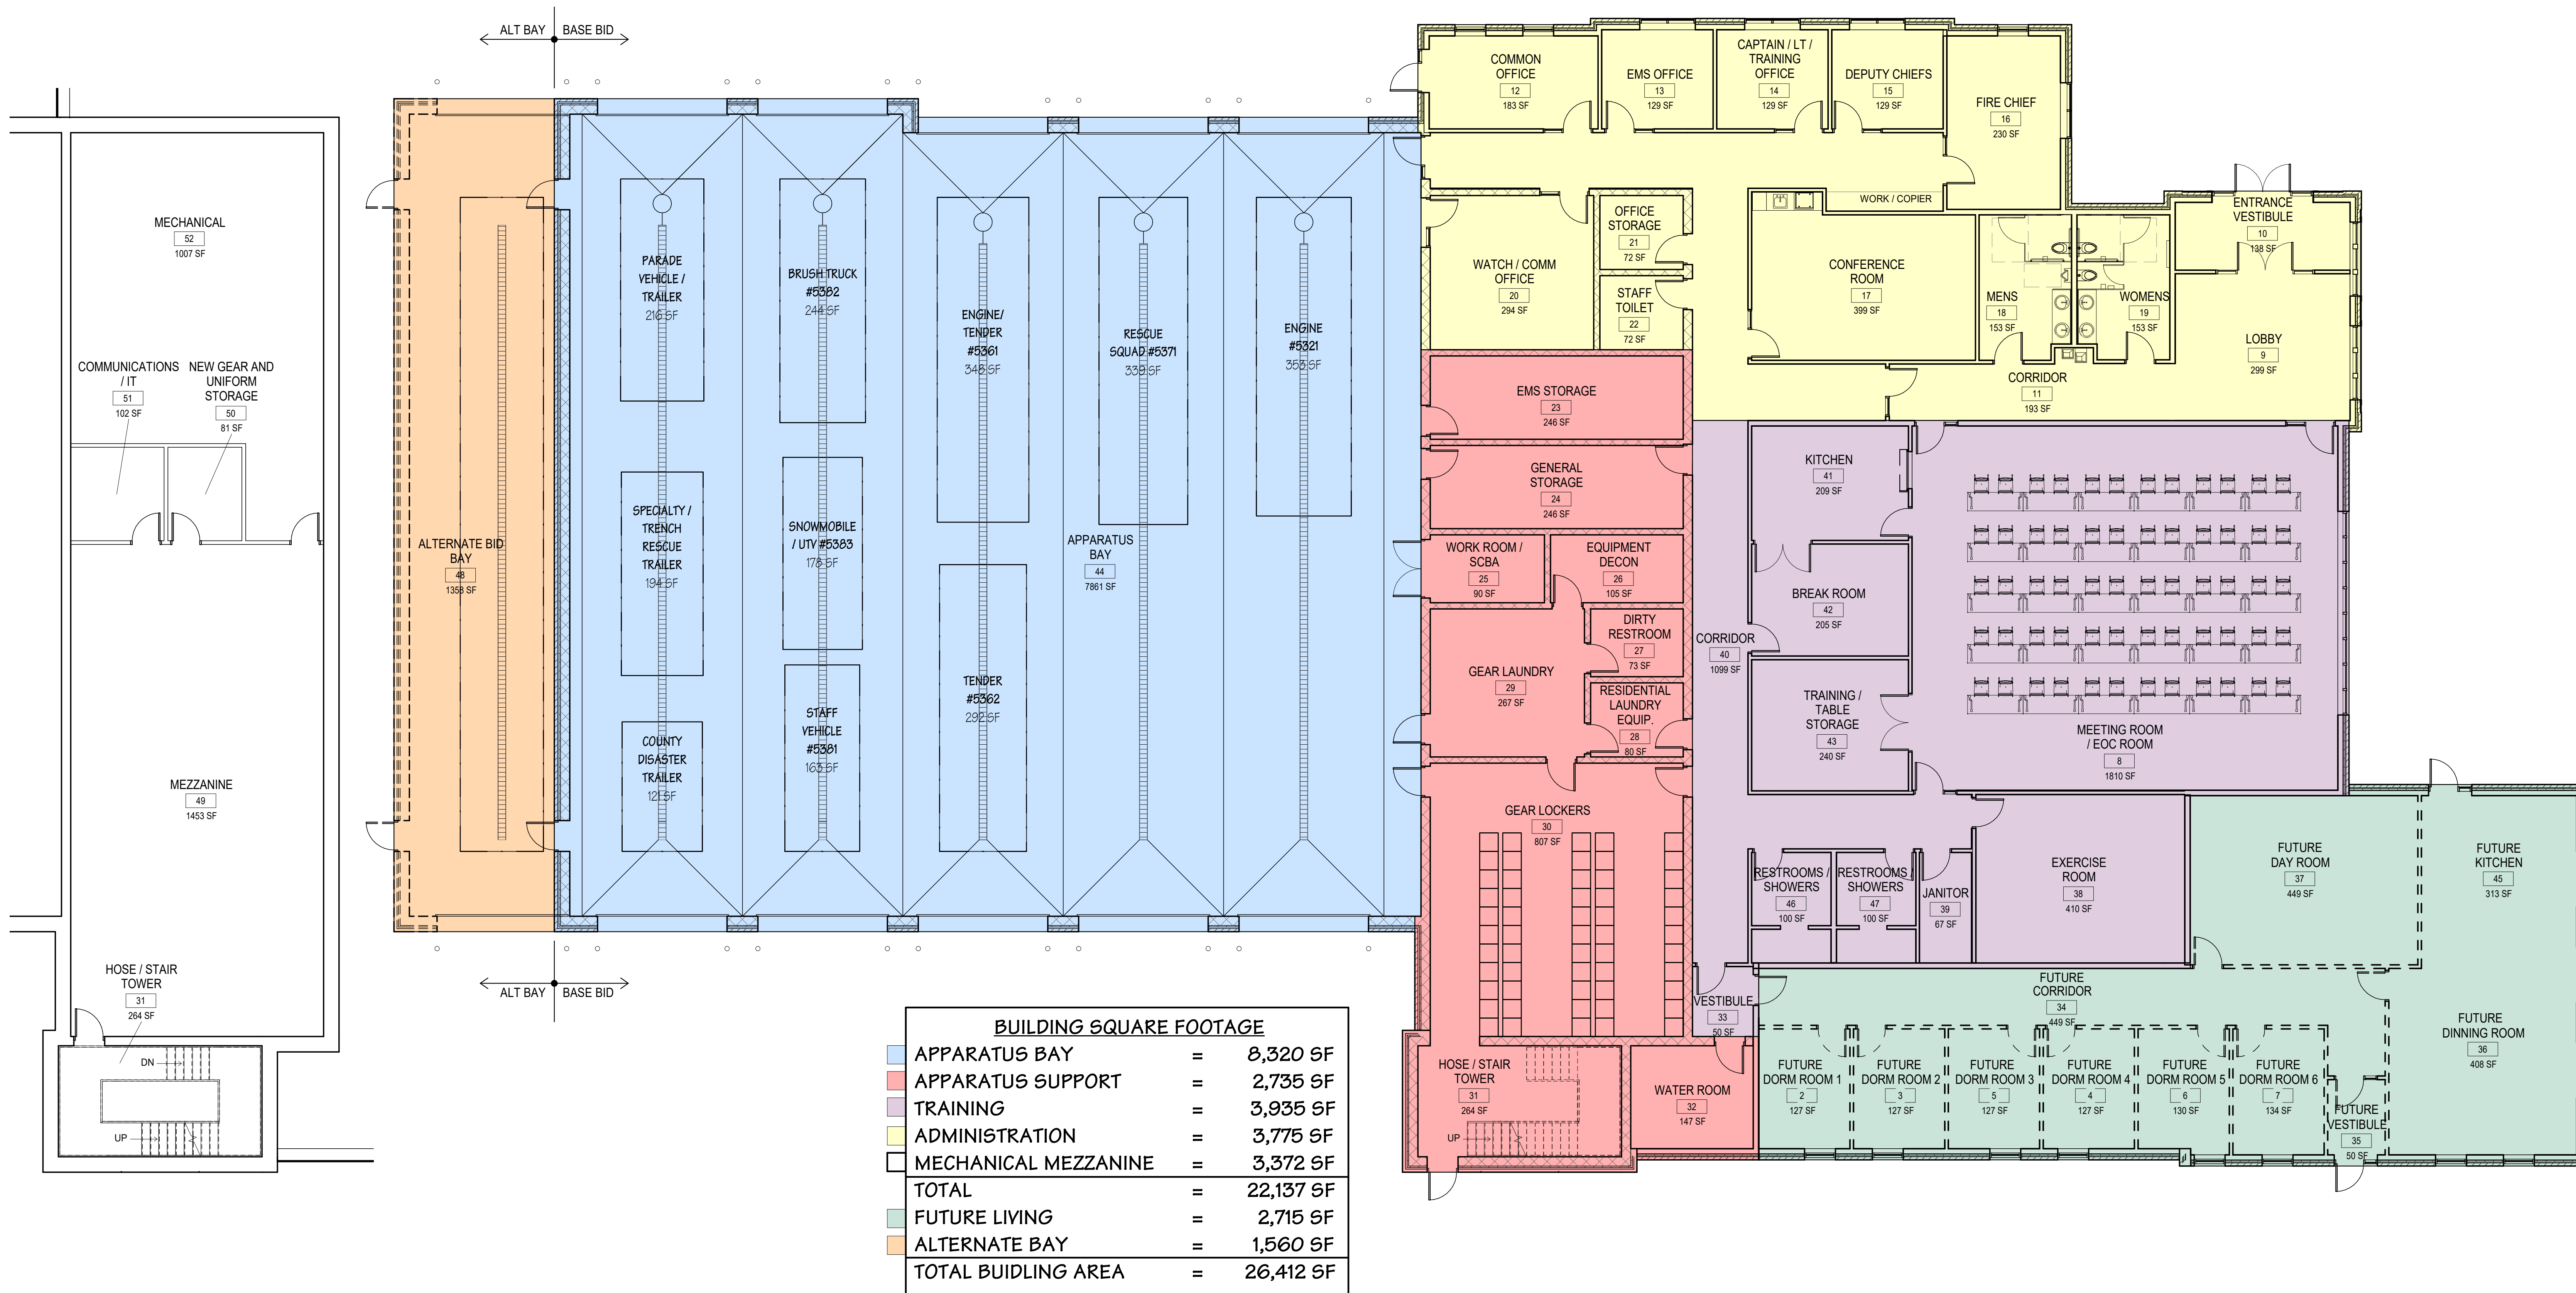 ALT BAY
BASE BID
MECHANICAL
52
1007 SF
COMMUNICATIONS
/ IT
51
102 SF
NEW GEAR AND
UNIFORM
STORAGE
50
81 SF
MEZZANINE
49
1453 SF
HOSE / STAIR
TOWER
31
264 SF
DN
UP
ALTERNATE BID
BAY
48
1358 SF
PARADE
VEHICLE /
TRAILER
216 SF
SPECIALTY /
TRENCH
RESCUE
TRAILER
194 SF
COUNTY
DISASTER
TRAILER
121 SF
BRUSH TRUCK
#5382
244 SF
SNOWMOBILE
/ UTV #5383
178 SF
STAFF
VEHICLE
#5381
163 SF
ENGINE/
TENDER
#5361
348 SF
TENDER
#5362
292 SF
RESCUE
SQUAD #5371
339 SF
APPARATUS
BAY
44
7861 SF
ENGINE
#5321
353 SF
ALT BAY
BASE BID
COMMON
OFFICE
12
183 SF
EMS OFFICE
13
129 SF
CAPTAIN / LT /
TRAINING
OFFICE
14
129 SF
DEPUTY CHIEFS
15
129 SF
FIRE CHIEF
16
230 SF
WORK / COPIER
WATCH / COMM
OFFICE
20
294 SF
OFFICE
STORAGE
21
72 SF
STAFF
TOILET
22
72 SF
CONFERENCE
ROOM
17
399 SF
MENS
18
153 SF
WOMENS
19
153 SF
ENTRANCE
VESTIBULE
10
138 SF
LOBBY
9
299 SF
CORRIDOR
11
193 SF
EMS STORAGE
23
246 SF
GENERAL
STORAGE
24
246 SF
WORK ROOM /
SCBA
25
90 SF
EQUIPMENT
DECON
26
105 SF
DIRTY
RESTROOM
27
73 SF
GEAR LAUNDRY
29
267 SF
RESIDENTIAL
LAUNDRY
EQUIP.
28
80 SF
GEAR LOCKERS
30
807 SF
HOSE / STAIR
TOWER
31
264 SF
UP
WATER ROOM
32
147 SF
CORRIDOR
40
1099 SF
KITCHEN
41
209 SF
BREAK ROOM
42
205 SF
TRAINING /
TABLE
STORAGE
43
240 SF
MEETING ROOM
/ EOC ROOM
8
1810 SF
RESTROOMS /
SHOWERS
46
100 SF
RESTROOMS /
SHOWERS
47
100 SF
JANITOR
39
67 SF
EXERCISE
ROOM
38
410 SF
VESTIBULE
33
50 SF
FUTURE
DAY ROOM
37
449 SF
FUTURE
KITCHEN
45
313 SF
FUTURE
CORRIDOR
34
449 SF
FUTURE
DINNING ROOM
36
408 SF
FUTURE
DORM ROOM 1
2
127 SF
FUTURE
DORM ROOM 2
3
127 SF
FUTURE
DORM ROOM 3
5
127 SF
FUTURE
DORM ROOM 4
4
127 SF
FUTURE
DORM ROOM 5
6
130 SF
FUTURE
DORM ROOM 6
7
134 SF
FUTURE
VESTIBULE
35
50 SF
BUILDING SQUARE FOOTAGE
APPARATUS BAY = 8,320 SF
APPARATUS SUPPORT = 2,735 SF
TRAINING = 3,935 SF
ADMINISTRATION = 3,775 SF
MECHANICAL MEZZANINE = 3,372 SF
TOTAL = 22,137 SF
FUTURE LIVING = 2,715 SF
ALTERNATE BAY = 1,560 SF
TOTAL BUIDLING AREA = 26,412 SF